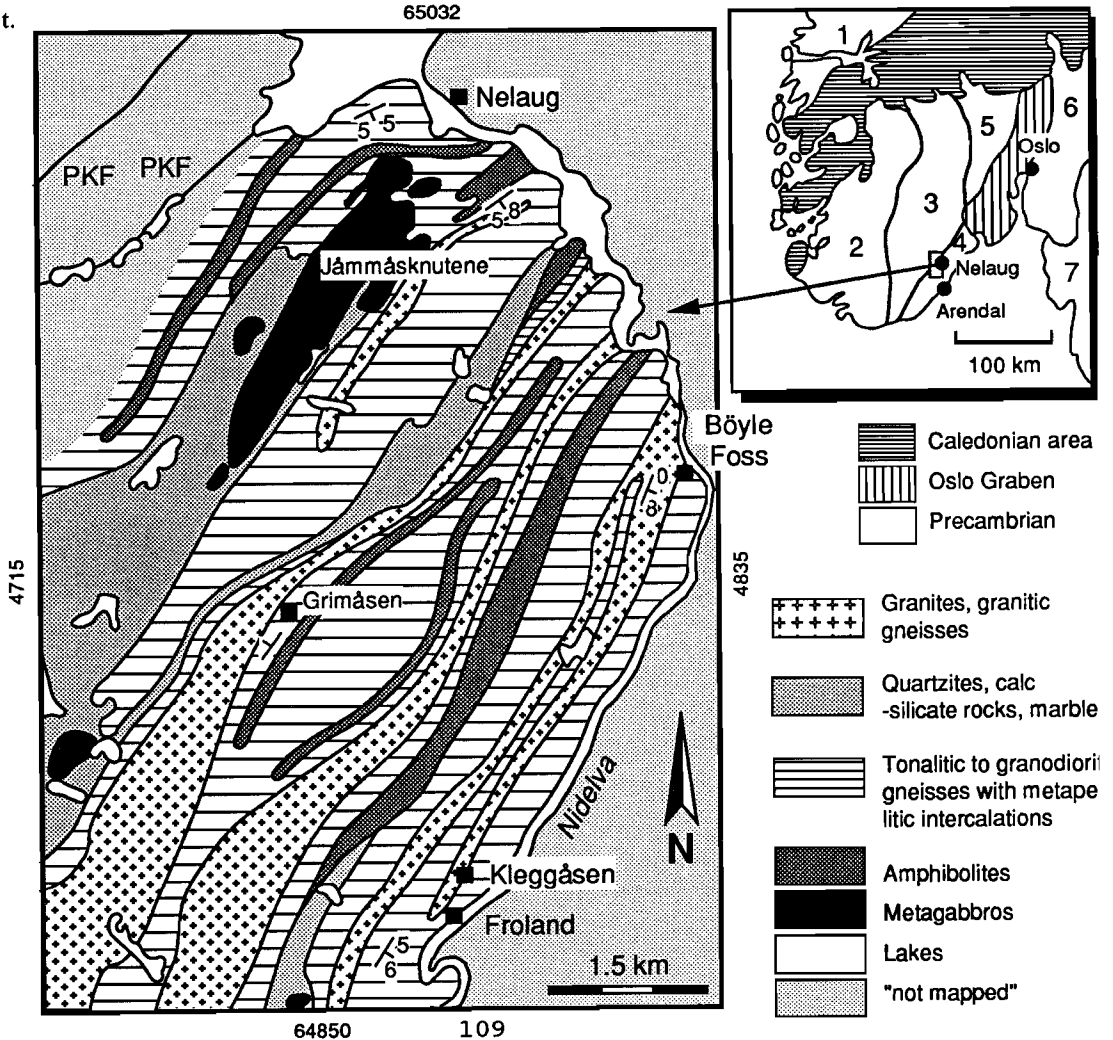 t.
65032
Nelaug
5 5
PKF PKF
5 8
Jåmmåsknutene
Böyle
Foss
0
8
4715
4835
Grimåsen
Nidelva
N
Kleggåsen
Froland
5
6
1.5 km
64850
109
1
6
5
Oslo
3
2
4
Nelaug
7
Arendal
100 km
Caledonian area
Oslo Graben
Precambrian
Granites, granitic
gneisses
Quartzites, calc
-silicate rocks, marble
Tonalitic to granodiorit
gneisses with metape
litic intercalations
Amphibolites
Metagabbros
Lakes
"not mapped"